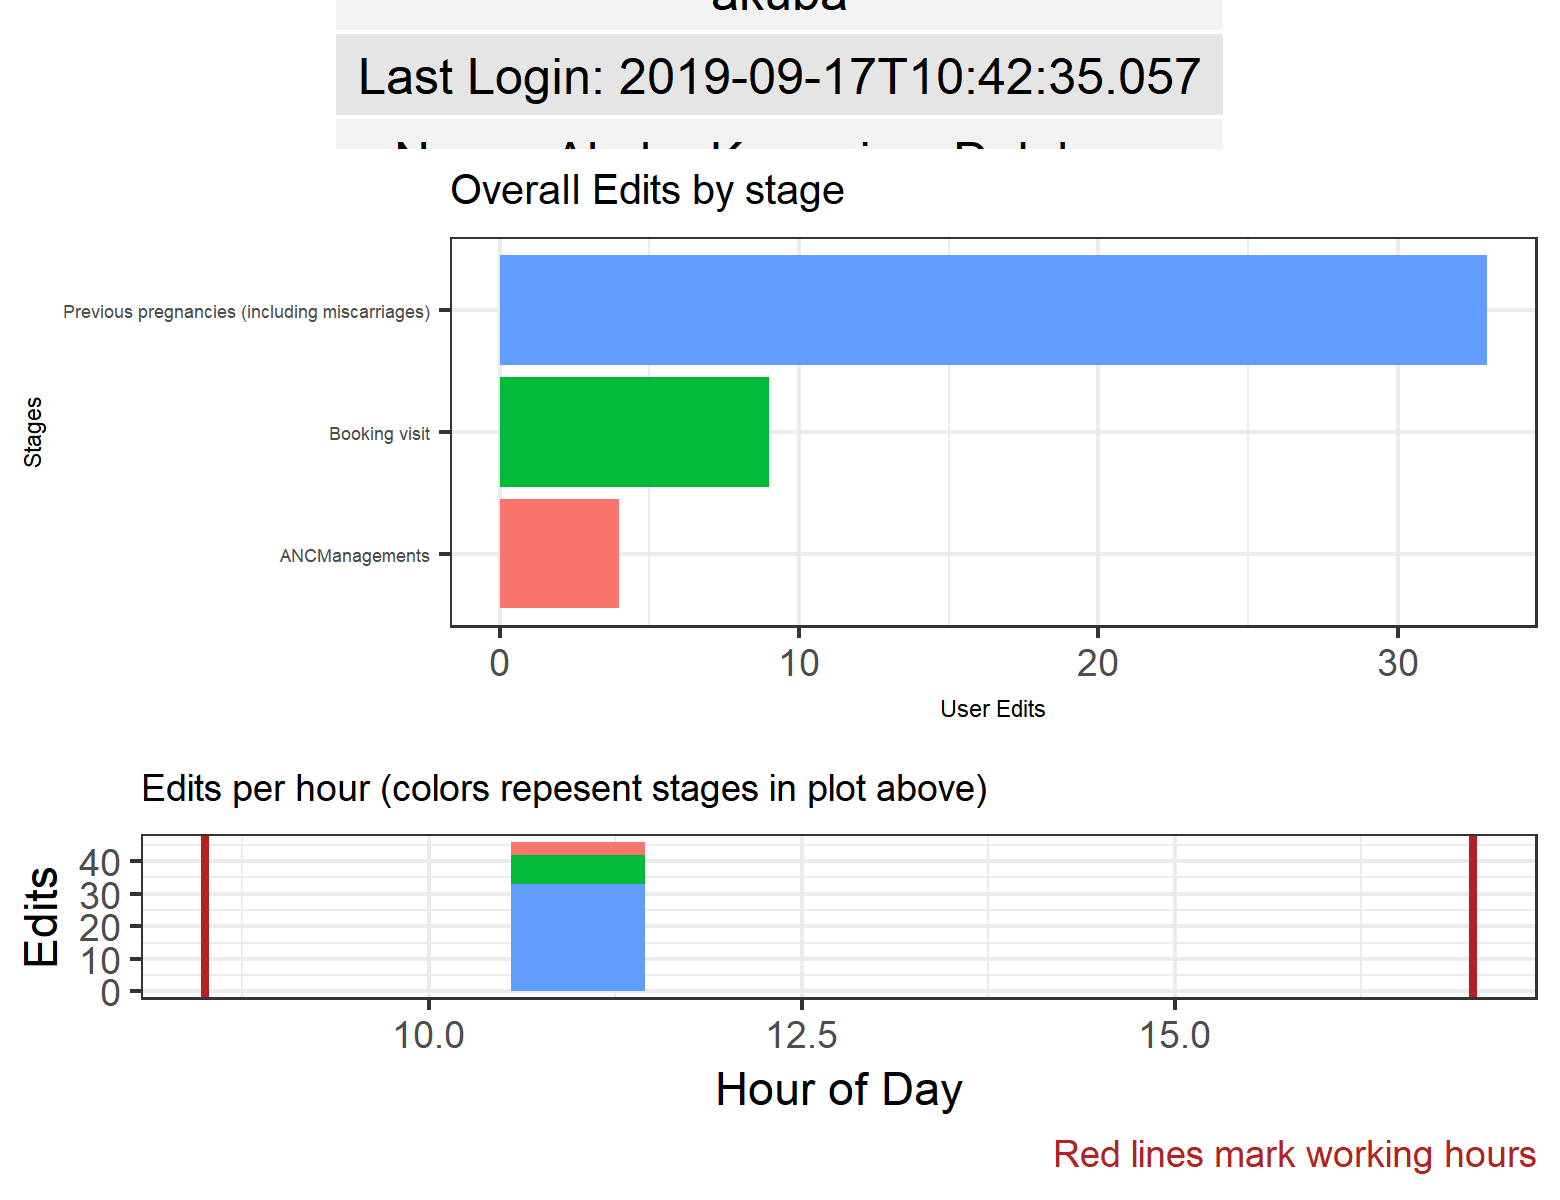 akuba
Last Login: 2019-09-17T10:42:35.057
Overall Edits by stage
Previous pregnancies (including miscarriages)
Booking visit
ANCManagements
Stages
0 10 20 30
User Edits
Edits per hour (colors repesent stages in plot above)
40
30
20
10
0
Edits
10.0 12.5 15.0
Hour of Day
Red lines mark working hours